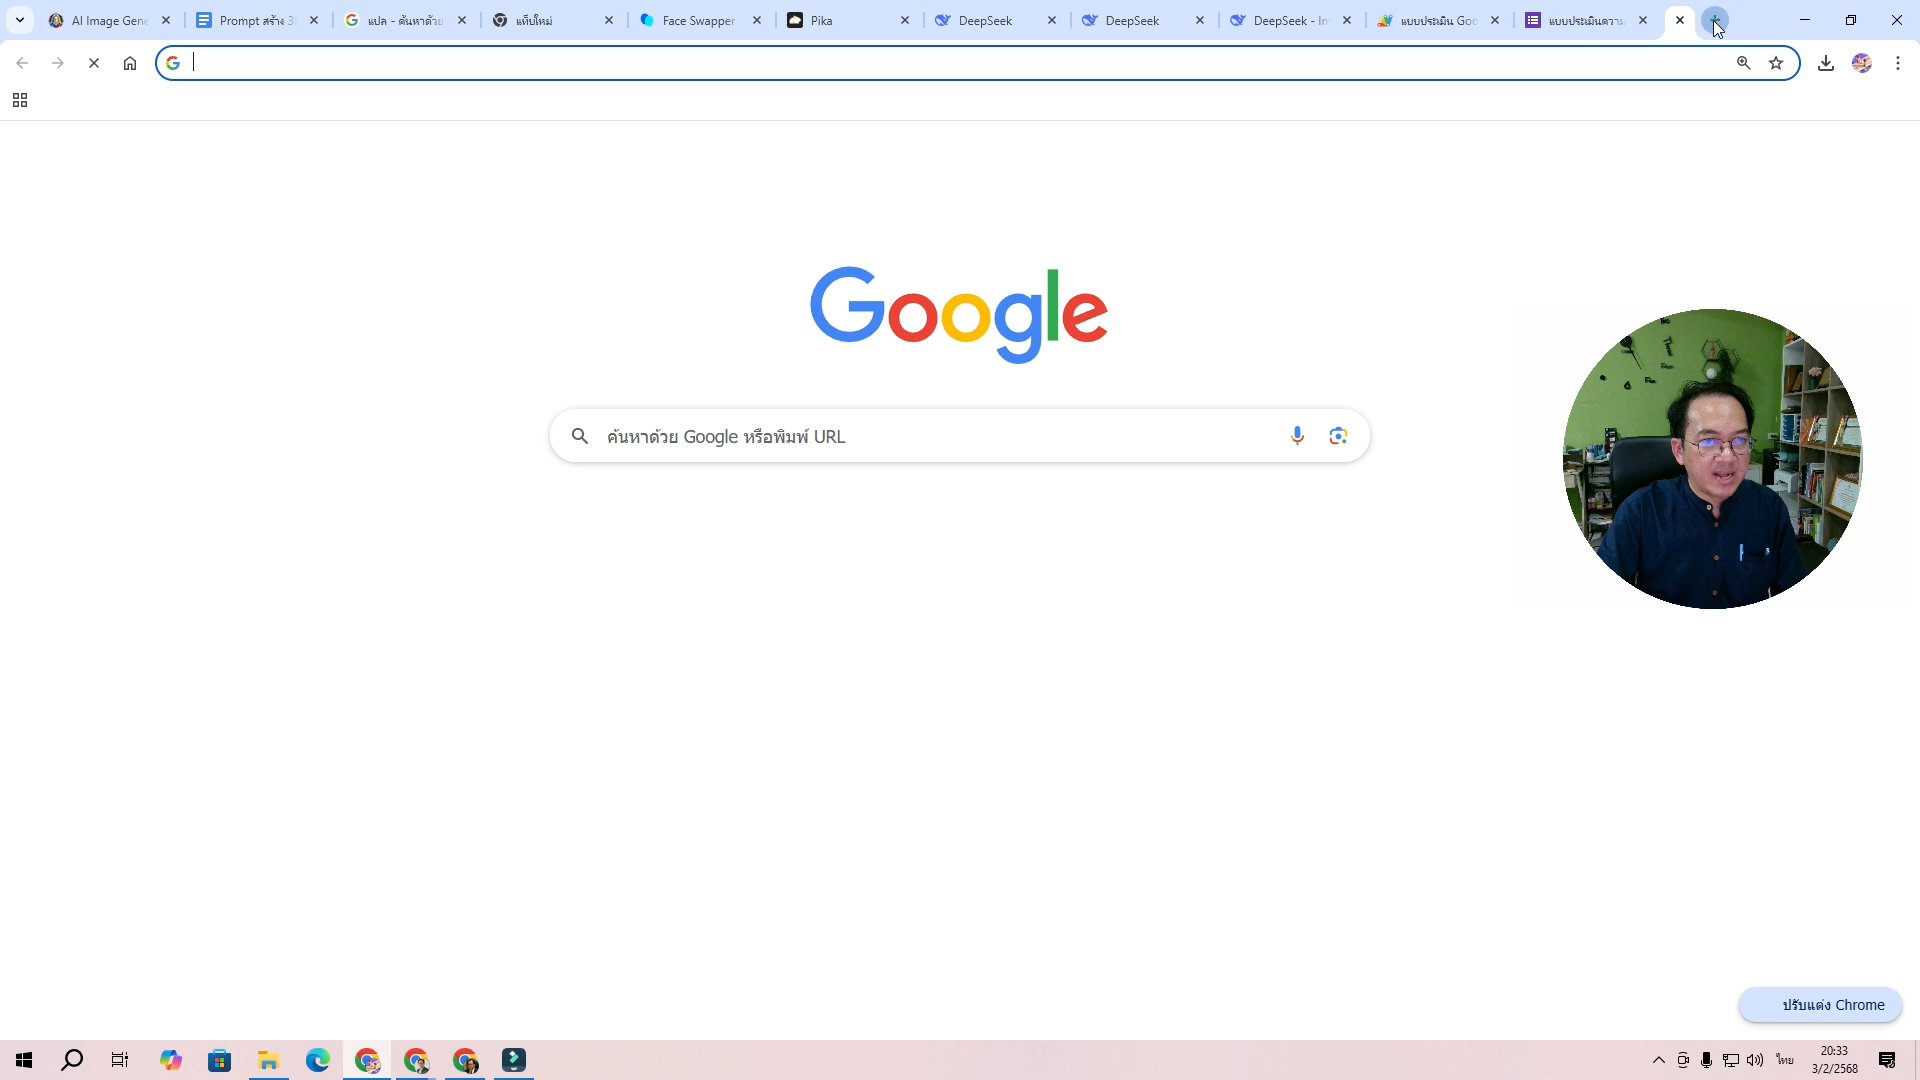 AI Image Gene
Prompt สร้าง 3
แปล - ค้นหาด้วย
แท็บใหม่
Face Swapper
Pika
DeepSeek
DeepSeek
DeepSeek - In
แบบประเมิน Goo
แบบประเมินความ
Google
ค้นหาด้วย Google หรือพิมพ์ URL
ปรับแต่ง Chrome
ไทย
20:33
3/2/2568